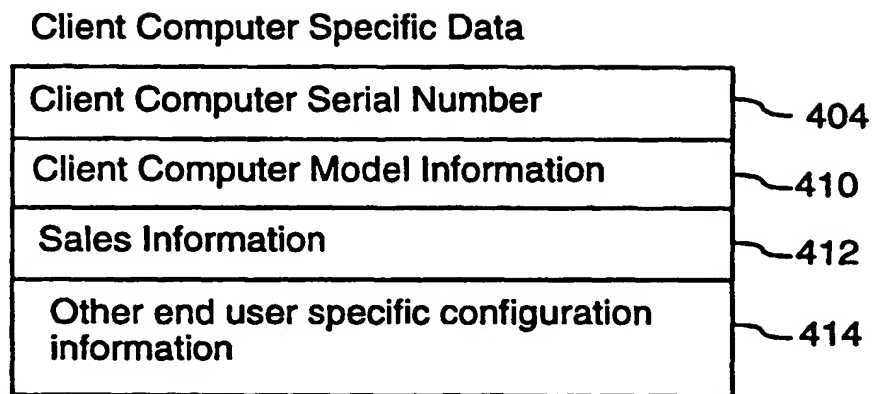 Client Computer Specific Data
Client Computer Serial Number 404
Client Computer Model Information 410
Sales Information 412
Other end user specific configuration
information 414